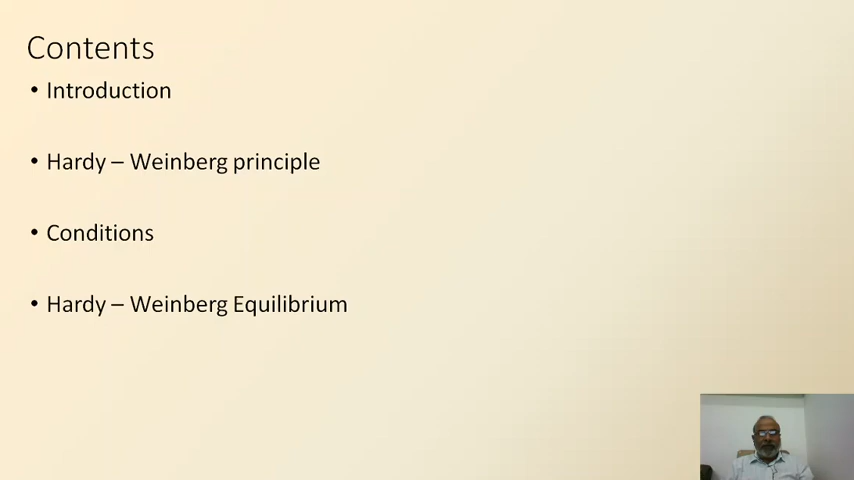 Contents
• Introduction
• Hardy – Weinberg principle
• Conditions
• Hardy – Weinberg Equilibrium